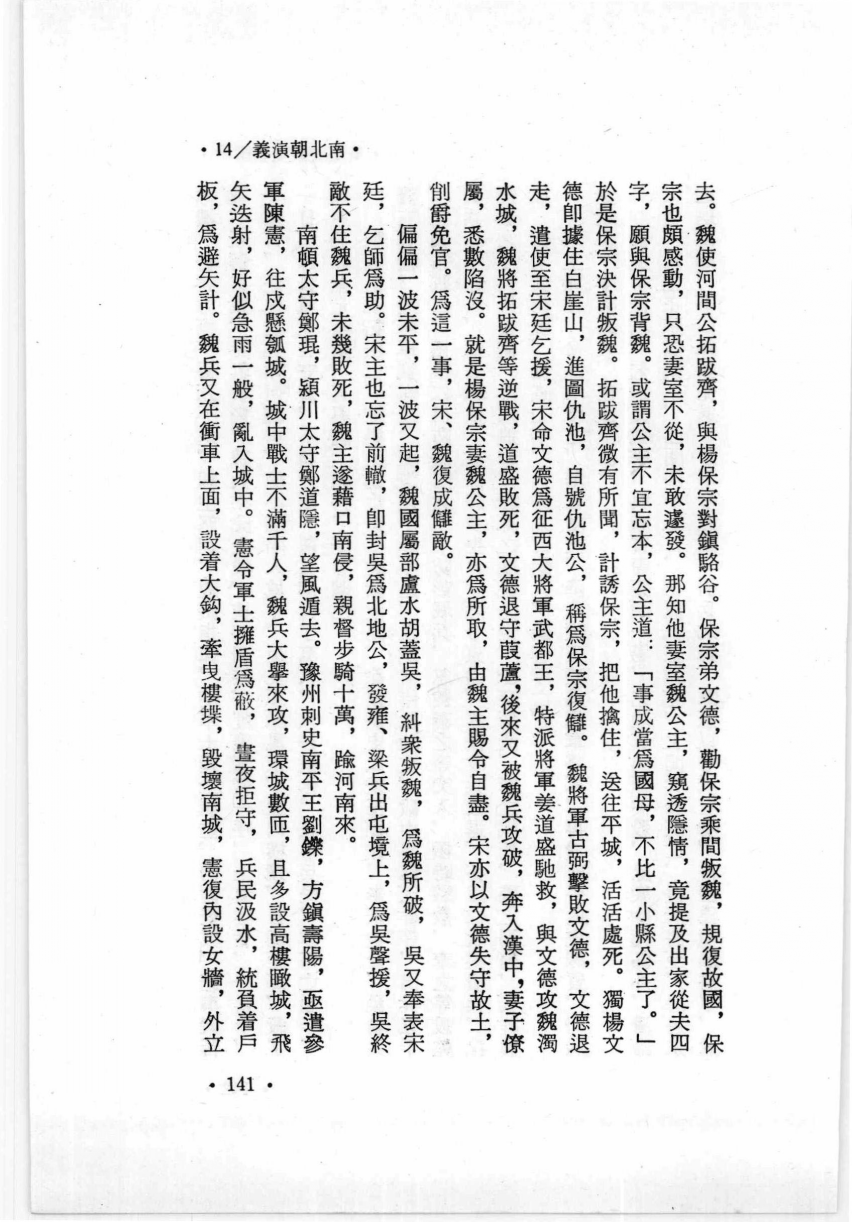 •14／義演朝北南•
去。魏使河間公拓跋齊，與楊保宗對鎮駱谷。保宗弟文德，勸保宗乘間叛魏，規復故國，保
宗也頗感動，只恐妻室不從，未敢遽發。那知他妻室魏公主，窺透隱情，竟提及出家從夫四
字，願與保宗背魏。或謂公主不宜忘本，公主道：「事成當爲國母，不比一小縣公主了。」
於是保宗決計叛魏。拓跋齊微有所聞，計誘保宗，把他擒住，送往平城，活活處死。獨楊文
德卽據住白崖山，進圖仇池，自號仇池公，稱爲保宗復讎。魏將軍古弼擊敗文德，文德退
走，遣使至宋廷乞援，宋命文德爲征西大將軍武都王，特派將軍姜道盛馳救，與文德攻魏濁
水城，魏將拓跋齊等逆戰，道盛敗死，文德退守葭蘆，後來又被魏兵攻破，奔入漢中，妻子僚
屬，悉數陷沒。就是楊保宗妻魏公主，亦爲所取，由魏主賜令自盡。宋亦以文德失守故土，
削爵免官。爲這一事，宋、魏復成讎敵。
偏偏一波未平，一波又起，魏國屬部盧水胡蓋吳，糾衆叛魏，爲魏所破，吳又奉表宋
廷，乞師爲助。宋主也忘了前轍，卽封吳爲北地公，發雍、梁兵出屯境上，爲吳聲援，吳終
敵不住魏兵，未幾敗死，魏主遂藉口南侵，親督步騎十萬，踰河南來。
南頓太守鄭琨，潁川太守鄭道隱，望風遁去。豫州刺史南平王劉鑠，方鎮壽陽，亟遣參
軍陳憲，往戍懸瓠城。城中戰士不滿千人，魏兵大擧來攻，環城數匝，且多設高樓瞰城，飛
矢迭射，好似急雨一般，亂入城中。憲令軍士擁盾爲蔽，晝夜拒守，兵民汲水，統負着戶
板，爲避矢計。魏兵又在衝車上面，設着大鈎，牽曳樓堞，毀壞南城，憲復內設女牆，外立
•141•